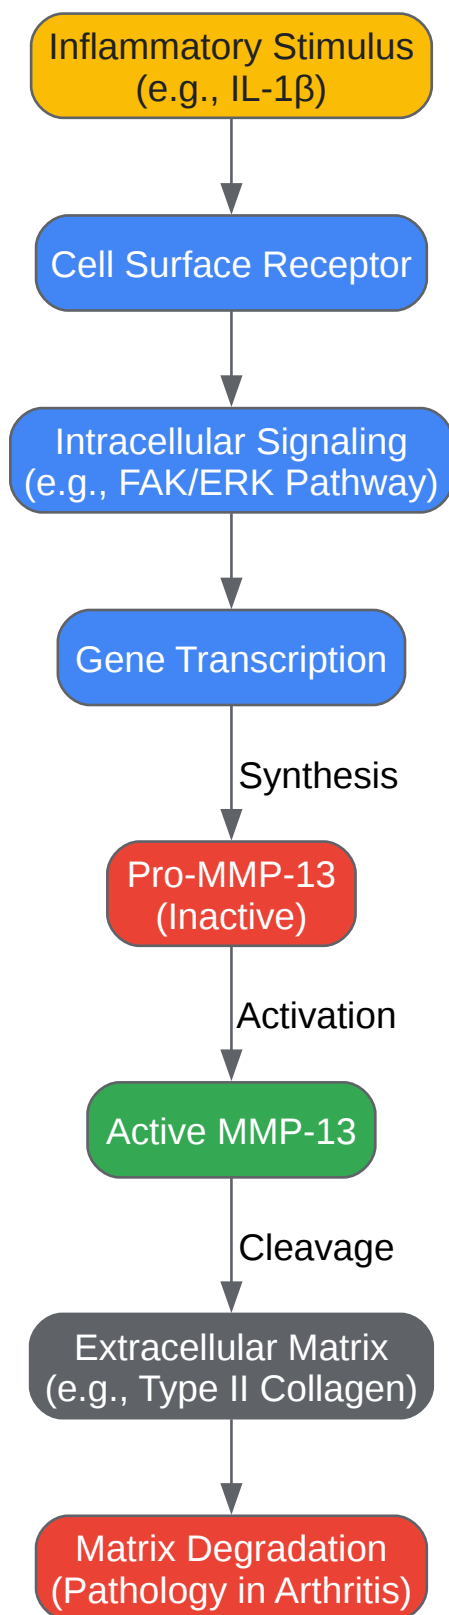 Inflammatory Stimulus
(e.g., IL-1β)
Cell Surface Receptor
Intracellular Signaling
(e.g., FAK/ERK Pathway)
Gene Transcription
Synthesis
Pro-MMP-13
(Inactive)
Activation
Active MMP-13
Cleavage
Extracellular Matrix
(e.g., Type II Collagen)
Matrix Degradation
(Pathology in Arthritis)